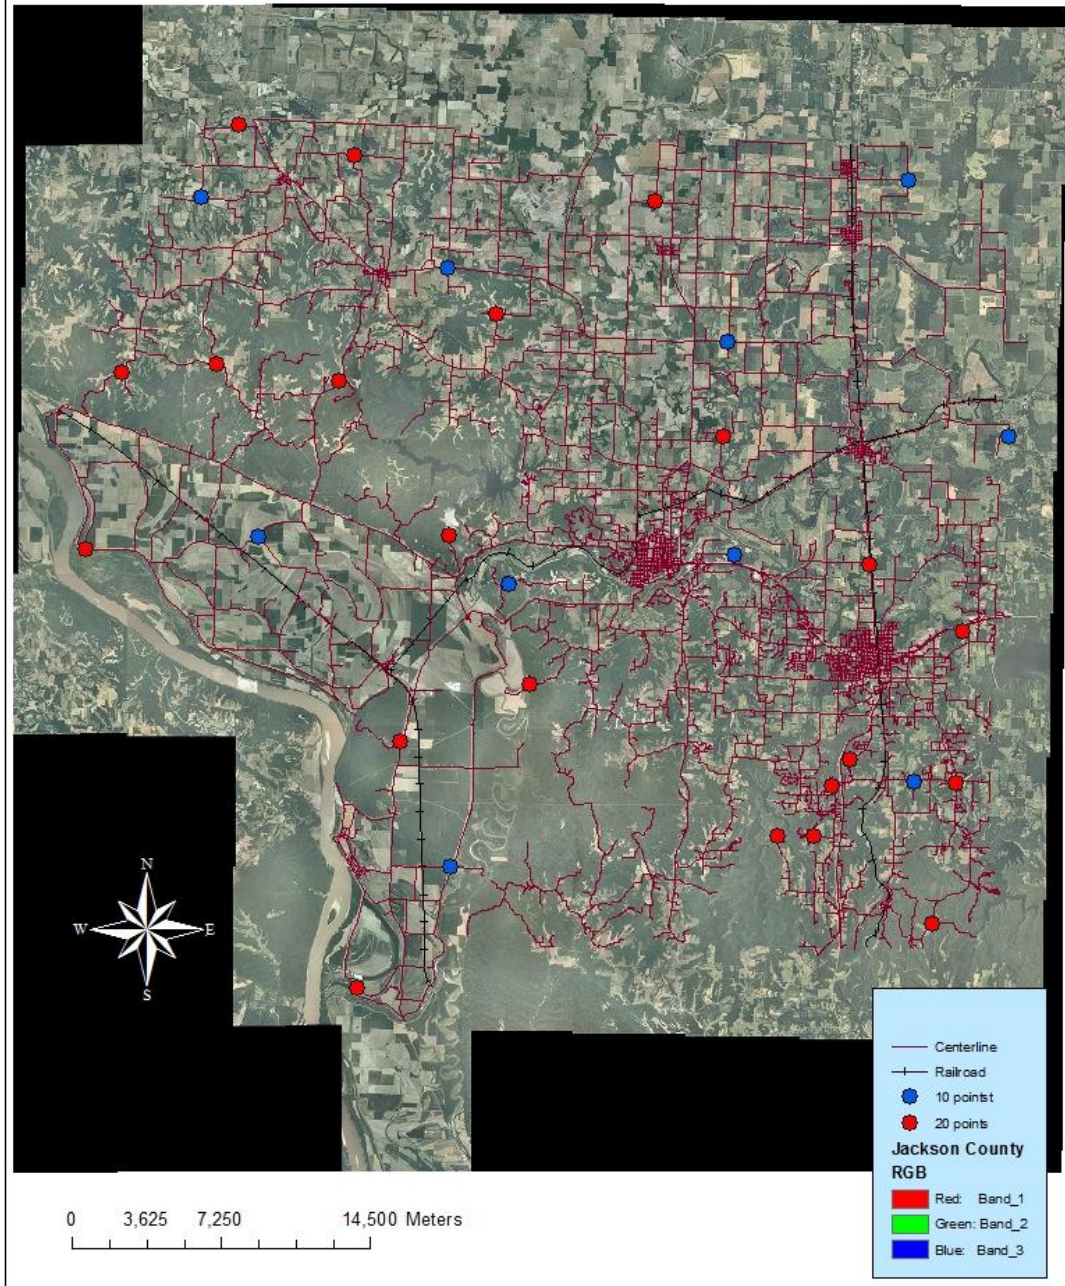 N
W E
S
Centerline
Railroad
10 pointst
20 points
Jackson County
RGB
Red: Band_1
Green: Band_2
Blue: Band_3
0 3,625 7,250 14,500 Meters